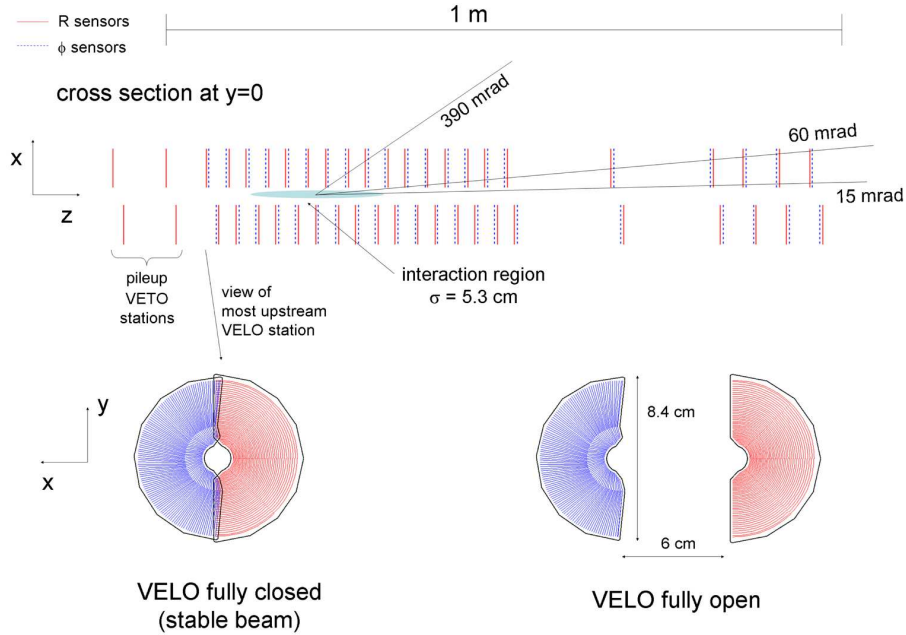 R sensors
ϕ sensors
1 m
cross section at y=0
390 mrad
60 mrad
15 mrad
x
z
pileup
VETO
stations
view of
most upstream
VELO station
interaction region
σ = 5.3 cm
y
x
8.4 cm
6 cm
VELO fully closed
(stable beam)
VELO fully open